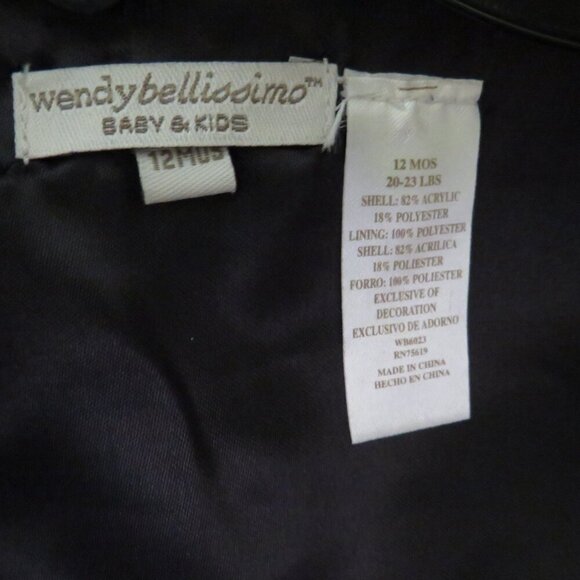 wendybellissimo™
BABY & KIDS
12MOS
12 MOS
20-23 LBS
SHELL: 82% ACRYLIC
18% POLYESTER
LINING: 100% POLYESTER
SHELL: 82% ACRILICA
18% POLIESTER
FORRO: 100% POLIESTER
EXCLUSIVE OF
DECORATION
EXCLUSIVO DE ADORNO
WB6023
RN75619
MADE IN CHINA
HECHO EN CHINA